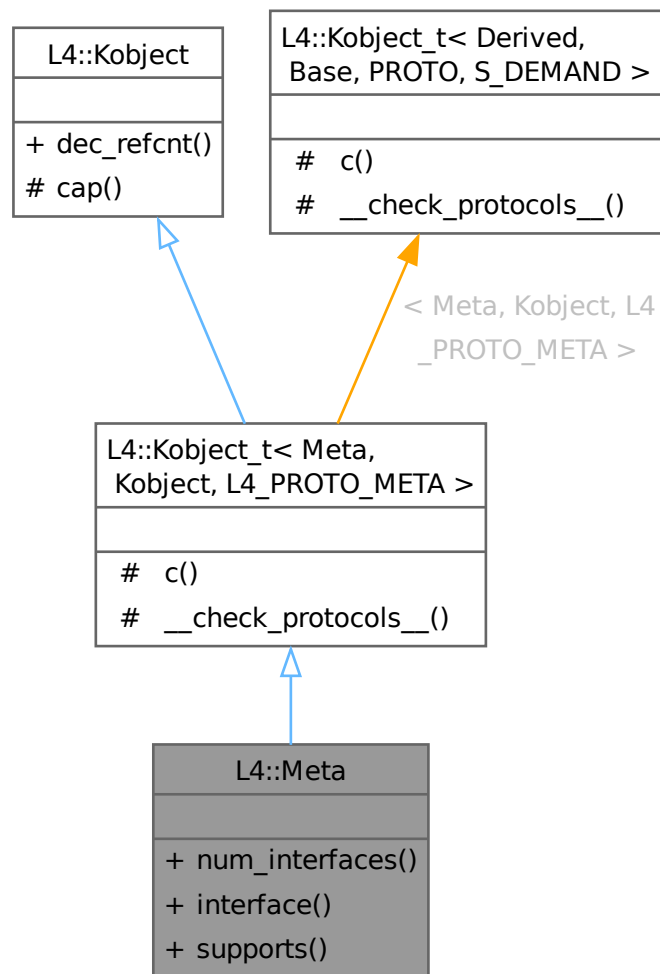 L4::Kobject
+ dec_refcnt()
# cap()
L4::Kobject_t< Derived,
Base, PROTO, S_DEMAND >
# c()
# __check_protocols__()
< Meta, Kobject, L4
_PROTO_META >
L4::Kobject_t< Meta,
Kobject, L4_PROTO_META >
# c()
# __check_protocols__()
L4::Meta
+ num_interfaces()
+ interface()
+ supports()